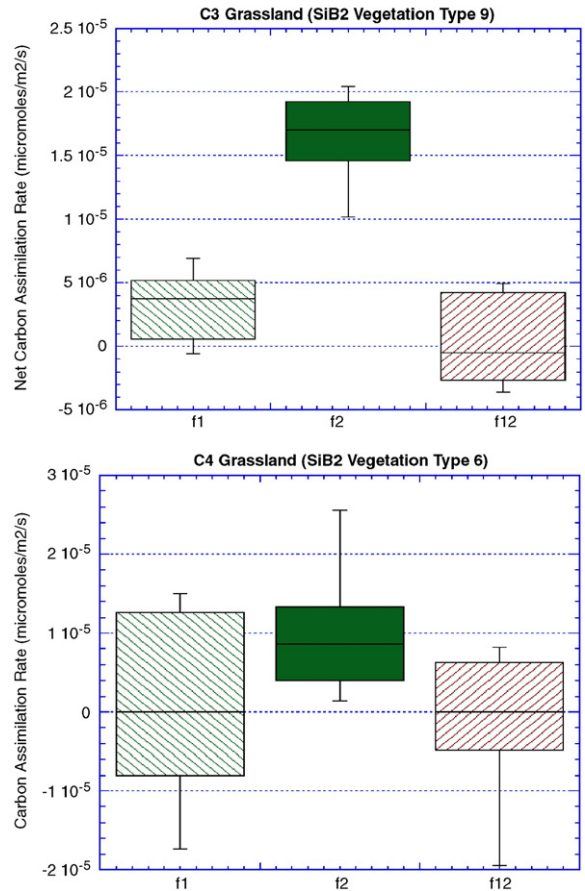 C3 Grassland (SiB2 Vegetation Type 9)
Net Carbon Assimilation Rate (micromoles/m2/s)
2.5 10-5
2 10-5
1.5 10-5
1 10-5
5 10-6
0
-5 10-6
f1 f2 f12
C4 Grassland (SiB2 Vegetation Type 6)
Carbon Assimilation Rate (micromoles/m2/s)
3 10-5
2 10-5
1 10-5
0
-1 10-5
-2 10-5
f1 f2 f12